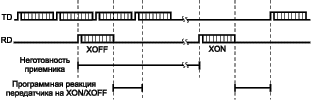 TD
RD
XOFF
XON
Неготовность
приемника
Программная реакция
передатчика на XON/XOFF